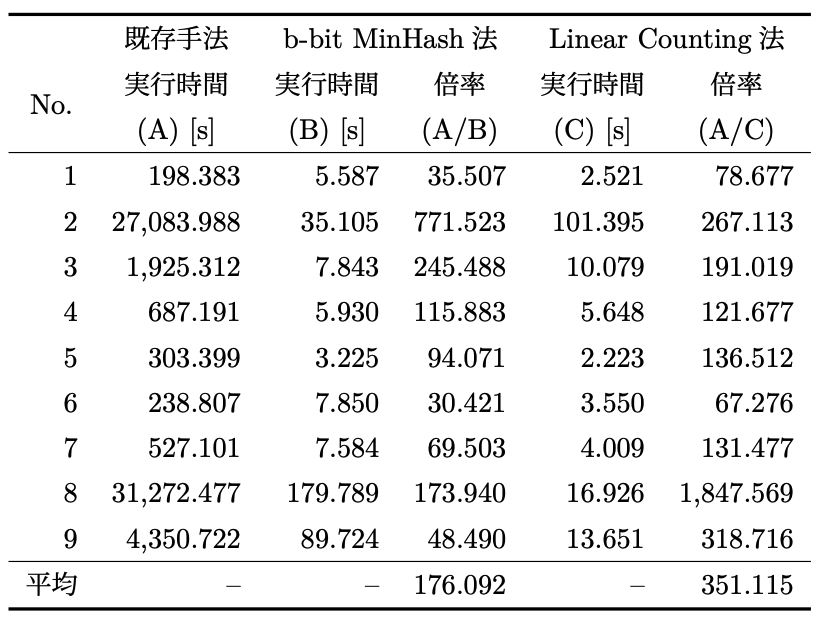 既存手法 b-bit MinHash 法 Linear Counting 法
実行時間 実行時間 倍率 実行時間 倍率
No.
(A) [s] (B) [s] (A/B) (C) [s] (A/C)
1 198.383 5.587 35.507 2.521 78.677
2 27,083.988 35.105 771.523 101.395 267.113
3 1,925.312 7.843 245.488 10.079 191.019
4 687.191 5.930 115.883 5.648 121.677
5 303.399 3.225 94.071 2.223 136.512
6 238.807 7.850 30.421 3.550 67.276
7 527.101 7.584 69.503 4.009 131.477
8 31,272.477 179.789 173.940 16.926 1,847.569
9 4,350.722 89.724 48.490 13.651 318.716
平均 – – 176.092 – 351.115